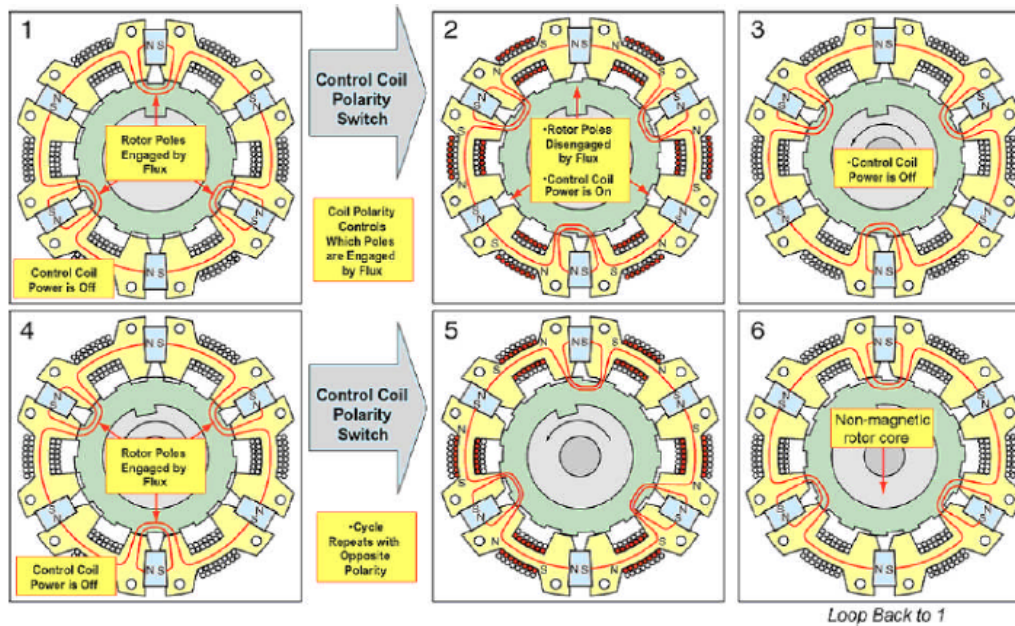 1
N S
Rotor Poles
Engaged by
Flux
Control Coil
Power is Off
Control Coil
Polarity
Switch
Coil Polarity
Controls
Which Poles
are Engaged
by Flux
2
N S
•Rotor Poles
Disengaged
by Flux
•Control Coil
Power is On
N S
3
N S
•Control Coil
Power is Off
N S
4
N S
Rotor Poles
Engaged by
Flux
Control Coil
Power is Off
N S
Control Coil
Polarity
Switch
•Cycle
Repeats with
Opposite
Polarity
5
N S
N S
6
N S
Non-magnetic
rotor core
N S
Loop Back to 1